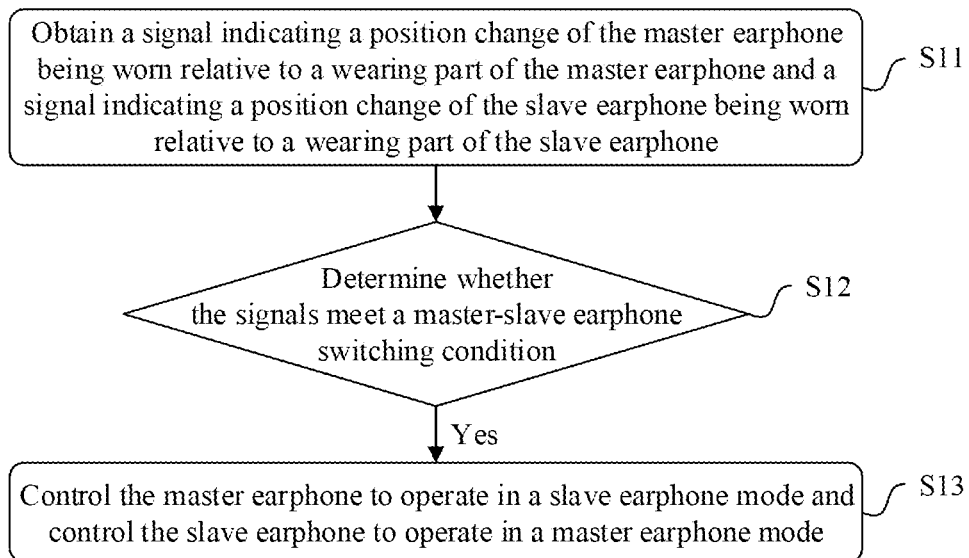 Obtain a signal indicating a position change of the master earphone
being worn relative to a wearing part of the master earphone and a
signal indicating a position change of the slave earphone being worn
relative to a wearing part of the slave earphone
S11
Determine whether
the signals meet a master-slave earphone
switching condition
S12
Yes
Control the master earphone to operate in a slave earphone mode and
control the slave earphone to operate in a master earphone mode
S13